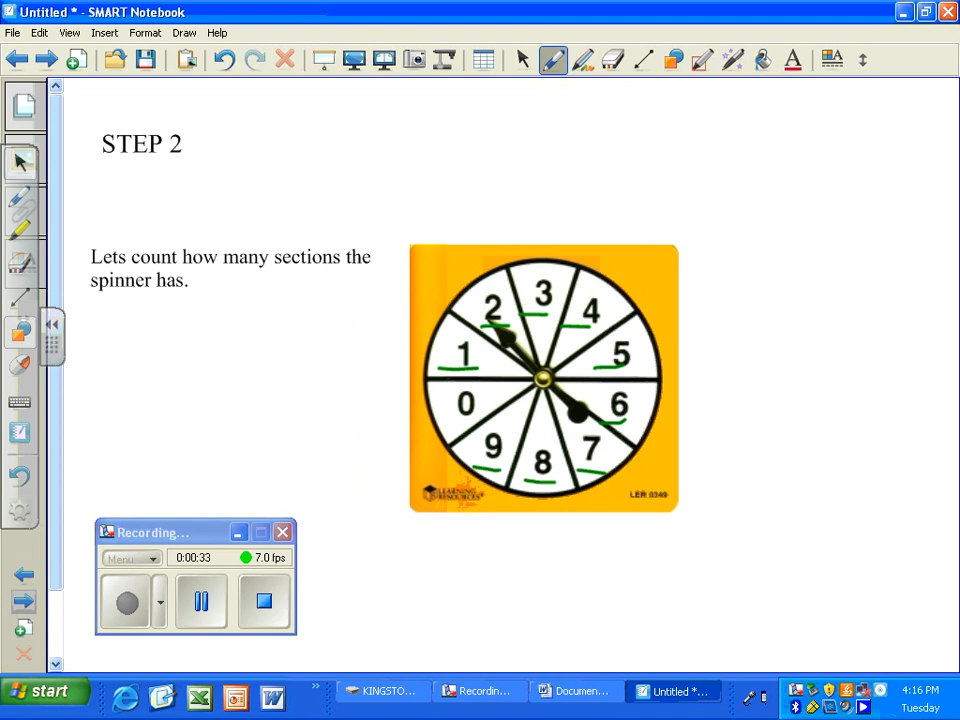 Untitled * - SMART Notebook
File Edit View Insert Format Draw Help
STEP 2
Lets count how many sections the
spinner has.
3
2
4
1
5
0
6
9
7
8
LEARNING
RESOURCES
LER 0349
Recording...
Menu
0:00:33
7.0 fps
start
KINGSTO...
Recordin...
Documen...
Untitled *...
4:16 PM
Tuesday